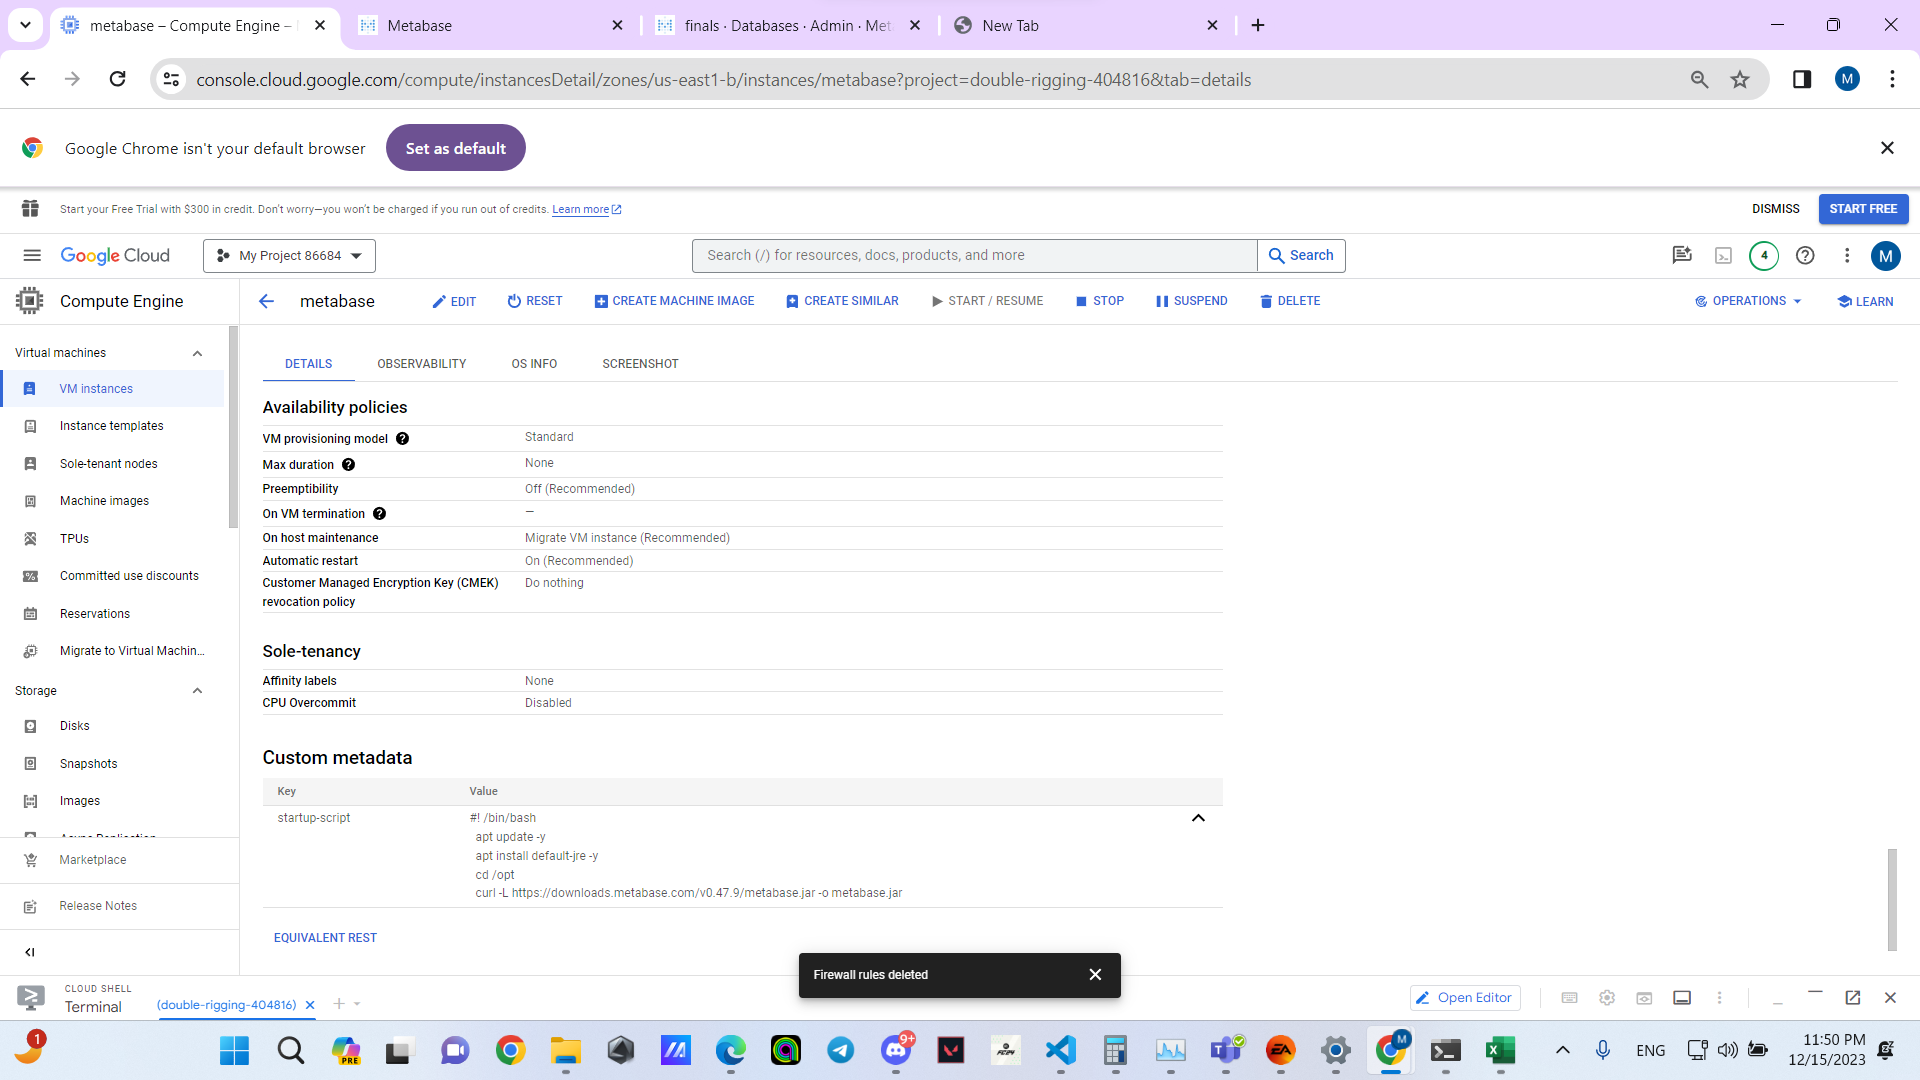 metabase – Compute Engine –
Metabase
finals · Databases · Admin · Met
New Tab
console.cloud.google.com/compute/instancesDetail/zones/us-east1-b/instances/metabase?project=double-rigging-404816&tab=details
M
Google Chrome isn't your default browser
Set as default
Start your Free Trial with $300 in credit. Don't worry—you won't be charged if you run out of credits. Learn more
DISMISS
START FREE
Google Cloud
My Project 86684
Search (/) for resources, docs, products, and more
Search
4
M
Compute Engine
metabase
EDIT
RESET
CREATE MACHINE IMAGE
CREATE SIMILAR
START / RESUME
STOP
SUSPEND
DELETE
OPERATIONS
LEARN
Virtual machines
VM instances
Instance templates
Sole-tenant nodes
Machine images
TPUs
Committed use discounts
Reservations
Migrate to Virtual Machin...
Storage
Disks
Snapshots
Images
Async Replication
Marketplace
Release Notes
DETAILS
OBSERVABILITY
OS INFO
SCREENSHOT
Availability policies
VM provisioning model Standard
Max duration None
Preemptibility Off (Recommended)
On VM termination —
On host maintenance Migrate VM instance (Recommended)
Automatic restart On (Recommended)
Customer Managed Encryption Key (CMEK) Do nothing
revocation policy
Sole-tenancy
Affinity labels None
CPU Overcommit Disabled
Custom metadata
Key Value
startup-script #! /bin/bash
apt update -y
apt install default-jre -y
cd /opt
curl -L https://downloads.metabase.com/v0.47.9/metabase.jar -o metabase.jar
EQUIVALENT REST
Firewall rules deleted
CLOUD SHELL
Terminal
(double-rigging-404816)
Open Editor
1
PRE
9+
FC24
EA
M
ENG
11:50 PM
12/15/2023